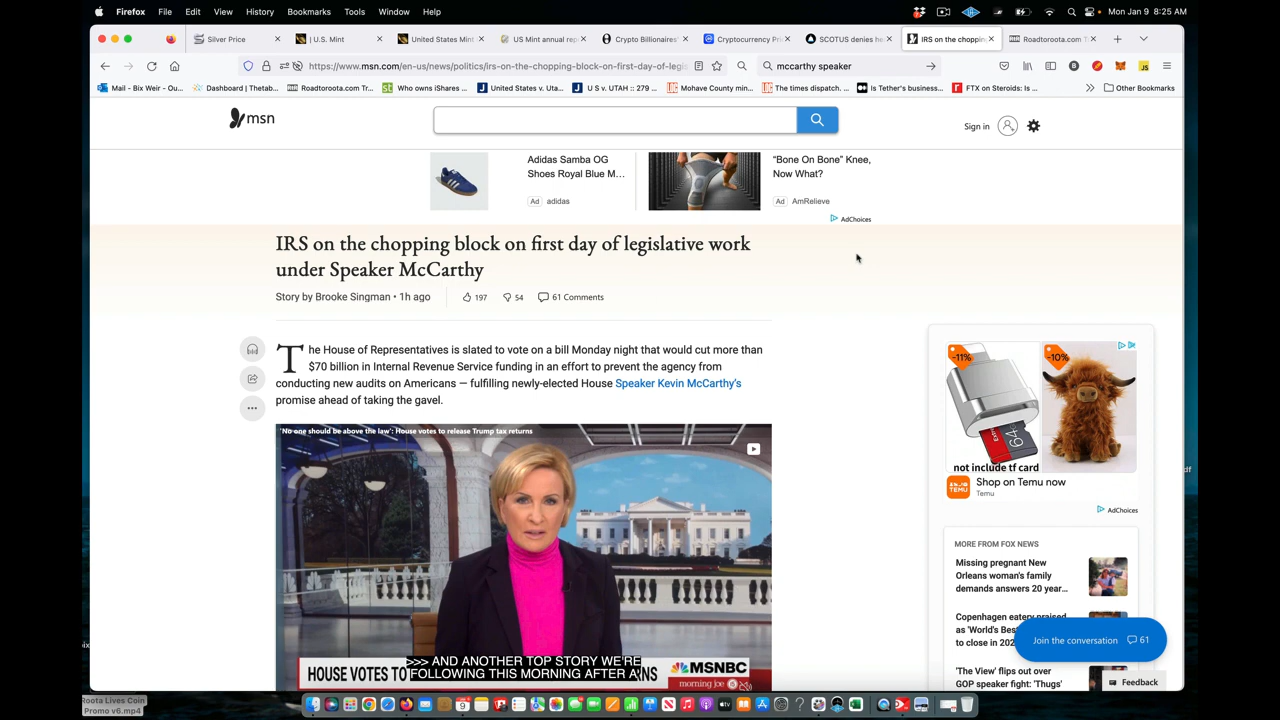 Firefox File Edit View History Bookmarks Tools Window Help
Mon Jan 9 8:25 AM
Silver Price
| U.S. Mint
United States Mint
US Mint annual rep
Crypto Billionaires'
Cryptocurrency Pri
SCOTUS denies he
IRS on the choppin
Roadtoroota.com T
https://www.msn.com/en-us/news/politics/irs-on-the-chopping-block-on-first-day-of-legis
mccarthy speaker
Mail - Bix Weir - Ou...
Dashboard | Thetab...
Roadtoroota.com Tr...
Who owns iShares ...
United States v. Uta...
U S v. UTAH :: 279 ...
Mohave County min...
The times dispatch. ...
Is Tether's business...
FTX on Steroids: Is ...
Other Bookmarks
msn
Sign in
Adidas Samba OG
Shoes Royal Blue M...
Ad adidas
"Bone On Bone" Knee,
Now What?
Ad AmRelieve
AdChoices
IRS on the chopping block on first day of legislative work
under Speaker McCarthy
Story by Brooke Singman • 1h ago
197
54
61 Comments
The House of Representatives is slated to vote on a bill Monday night that would cut more than
$70 billion in Internal Revenue Service funding in an effort to prevent the agency from
conducting new audits on Americans — fulfilling newly-elected House Speaker Kevin McCarthy's
promise ahead of taking the gavel.
'No one should be above the law': House votes to release Trump tax returns
>>> AND ANOTHER TOP STORY WE'RE
FOLLOWING THIS MORNING AFTER A
HOUSE VOTES TO
NS
MSNBC
morning joe
-11%
-10%
64
not include tf card
Shop on Temu now
TEMU
Temu
AdChoices
MORE FROM FOX NEWS
Missing pregnant New
Orleans woman's family
demands answers 20 year...
Copenhagen eatery praised
as 'World's Bes
to close in 202
'The View' flips out over
GOP speaker fight: 'Thugs'
Join the conversation 61
Feedback
df
Roota Lives Coin
Promo v6.mp4